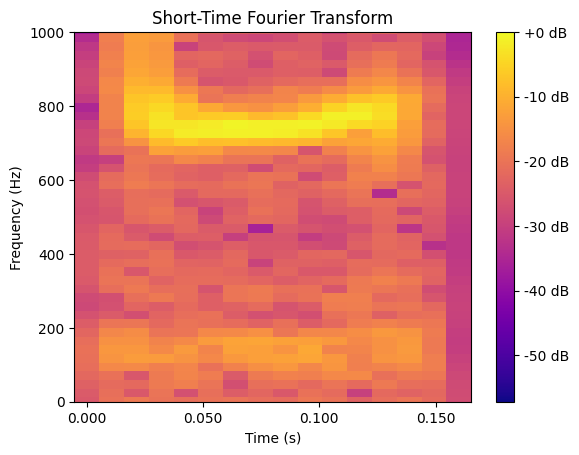 Short-Time Fourier Transform
1000
800
600
400
200
0
Frequency (Hz)
0.000
0.050
0.100
0.150
Time (s)
+0 dB
-10 dB
-20 dB
-30 dB
-40 dB
-50 dB